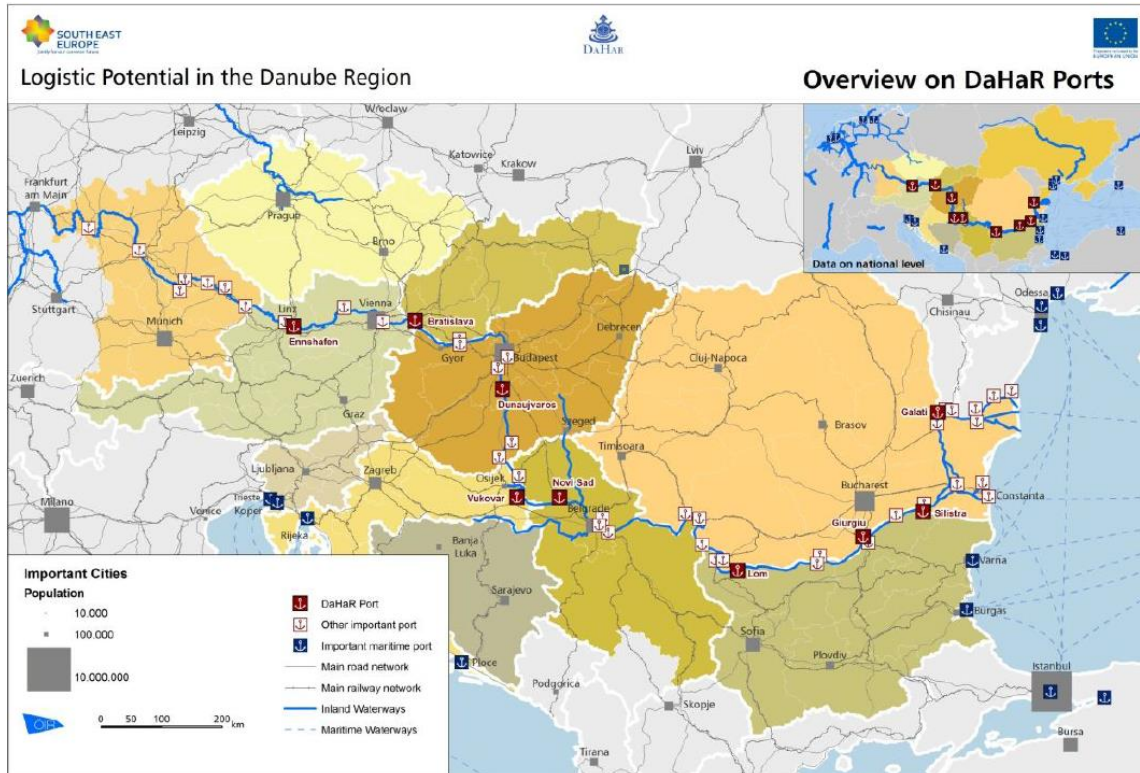 SOUTH EAST
EUROPE
DAHAR
EUROPEAN UNION
Logistic Potential in the Danube Region
Overview on DaHaR Ports
Data on national level
Wroclaw
Leipzig
Katowice
Krakow
Lviv
Frankfurt
am Main
Prague
Brno
Stuttgart
Linz
Vienna
Bratislava
Munich
Ennshafen
Gyor
Budapest
Debrecen
Chisinau
Odessa
Cluj-Napoca
Zuerich
Dunaujvaros
Graz
Szeged
Galati
Brasov
Timisoara
Ljubljana
Zagreb
Osijek
Novi Sad
Vukovar
Milano
Venice
Trieste
Koper
Rijeka
Belgrade
Bucharest
Constanta
Giurgiu
Silistra
Banja
Luka
Lom
Varna
Sarajevo
Burgas
Sofia
Plovdiv
Ploce
Podgorica
Skopje
Istanbul
Bursa
Tirana
Important Cities
Population
10.000
100.000
10.000.000
OIR
0 50 100 200
km
DaHaR Port
Other important port
Important maritime port
Main road network
Main railway network
Inland Waterways
Maritime Waterways